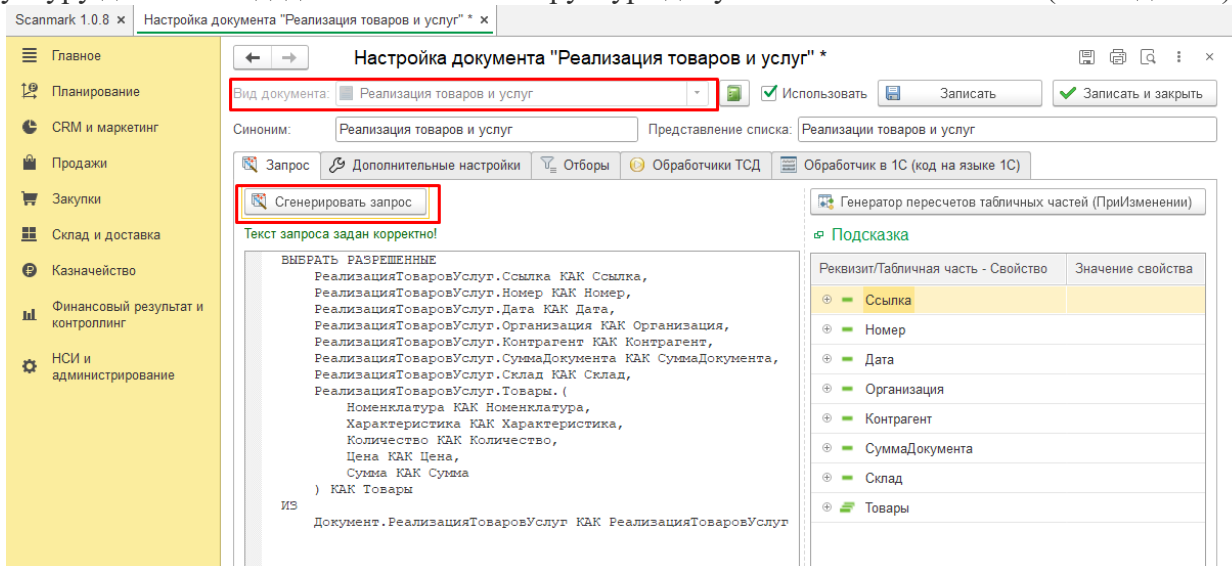 Scanmark 1.0.8 × Настройка документа "Реализация товаров и услуг" * ×
Главное
Планирование
CRM и маркетинг
Продажи
Закупки
Склад и доставка
Казначейство
Финансовый результат и
контроллинг
НСИ и
администрирование
Настройка документа "Реализация товаров и услуг" *
Вид документа: Реализация товаров и услуг
Использовать Записать Записать и закрыть
Синоним: Реализация товаров и услуг Представление списка: Реализации товаров и услуг
Запрос Дополнительные настройки Отборы Обработчики ТСД Обработчик в 1С (код на языке 1С)
Сгенерировать запрос
Текст запроса задан корректно!
ВЫБРАТЬ РАЗРЕШЕННЫЕ
РеализацияТоваровУслуг.Ссылка КАК Ссылка,
РеализацияТоваровУслуг.Номер КАК Номер,
РеализацияТоваровУслуг.Дата КАК Дата,
РеализацияТоваровУслуг.Организация КАК Организация,
РеализацияТоваровУслуг.Контрагент КАК Контрагент,
РеализацияТоваровУслуг.СуммаДокумента КАК СуммаДокумента,
РеализацияТоваровУслуг.Склад КАК Склад,
РеализацияТоваровУслуг.Товары.(
Номенклатура КАК Номенклатура,
Характеристика КАК Характеристика,
Количество КАК Количество,
Цена КАК Цена,
Сумма КАК Сумма
) КАК Товары
ИЗ
Документ.РеализацияТоваровУслуг КАК РеализацияТоваровУслуг
Генератор пересчетов табличных частей (ПриИзменении)
Подсказка
Реквизит/Табличная часть - Свойство Значение свойства
Ссылка
Номер
Дата
Организация
Контрагент
СуммаДокумента
Склад
Товары